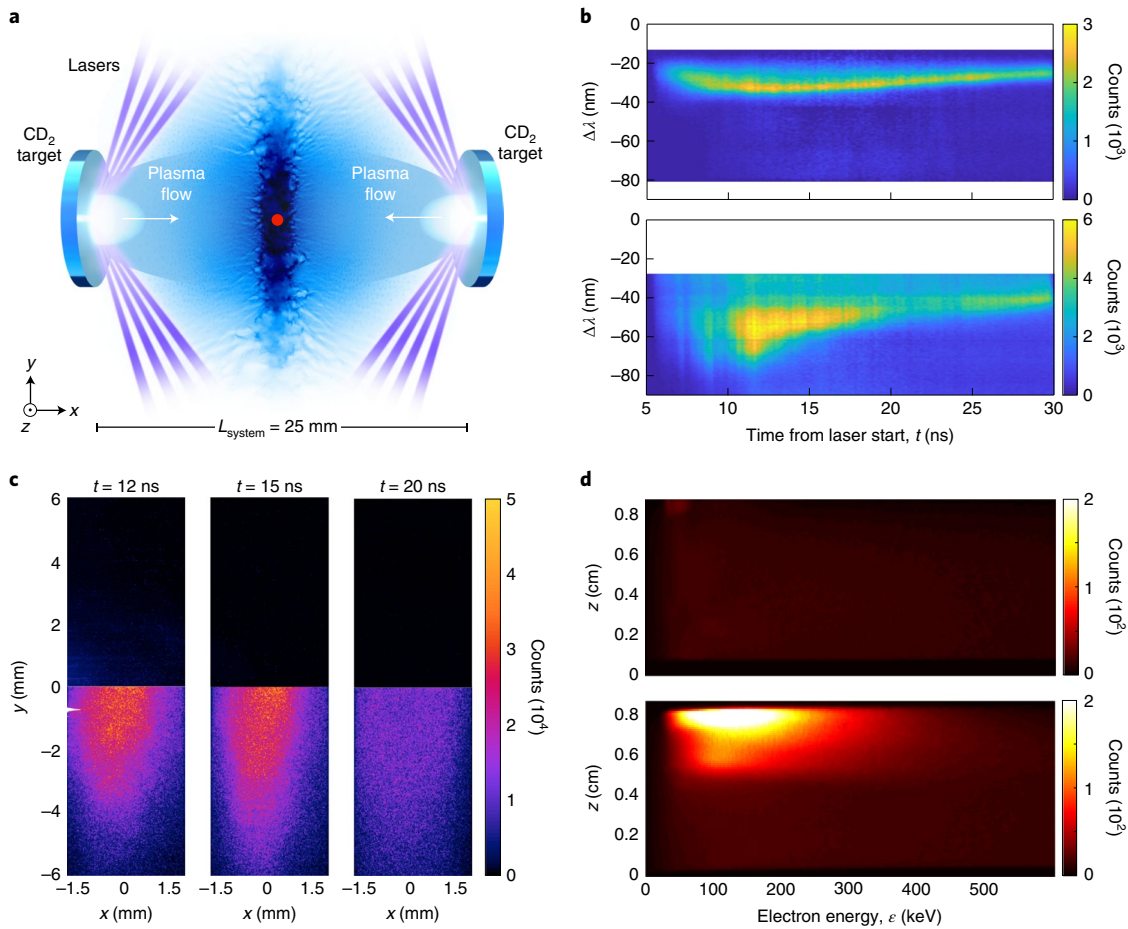 a
Lasers
CD2
target
CD2
target
Plasma
flow
Plasma
flow
y
x
z
Lsystem = 25 mm
b
0
−20
−40
−60
−80
Δλ (nm)
3
2
1
0
Counts (10³)
0
−20
−40
−60
−80
Δλ (nm)
5
10
15
20
25
30
Time from laser start, t (ns)
6
4
2
0
Counts (10³)
c
t = 12 ns
t = 15 ns
t = 20 ns
6
4
2
0
−2
−4
−6
y (mm)
−1.5 0 1.5
−1.5 0 1.5
−1.5 0 1.5
x (mm)
x (mm)
x (mm)
5
4
3
2
1
0
Counts (10⁴)
d
0.8
0.6
0.4
0.2
0
z (cm)
2
1
0
Counts (10²)
0.8
0.6
0.4
0.2
0
z (cm)
0
100
200
300
400
500
Electron energy, ε (keV)
2
1
0
Counts (10²)